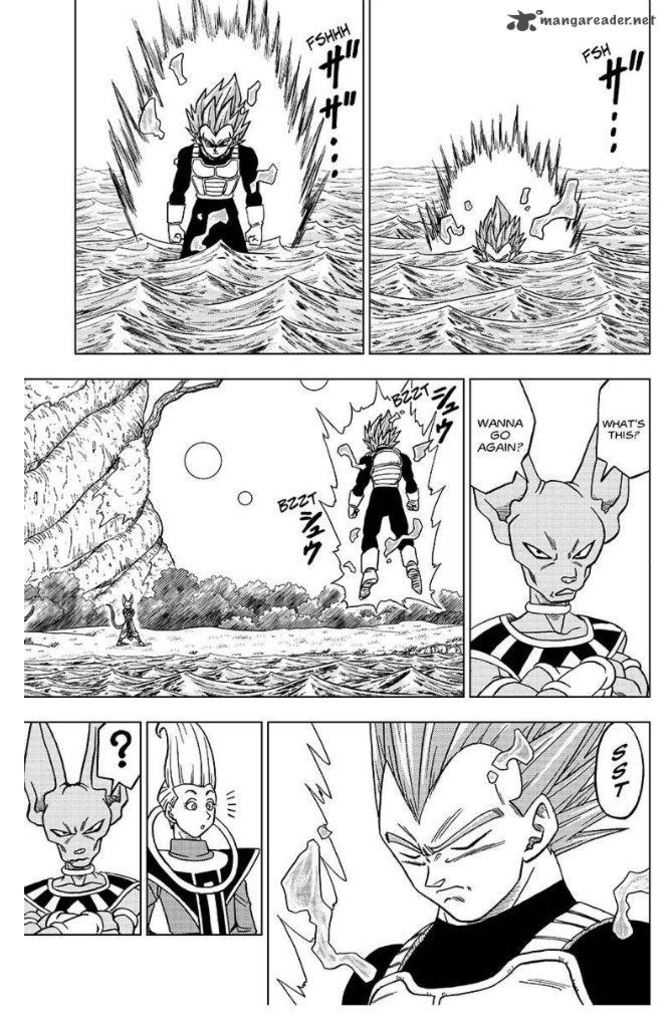 mangareader.net
FSH
ザ"...
FSHHH
ザ"
ザ"...
WHAT'S
THIS?
WANNA
GO
AGAIN?
BZZT
シュウ
BZZT
シュウ
SST
?